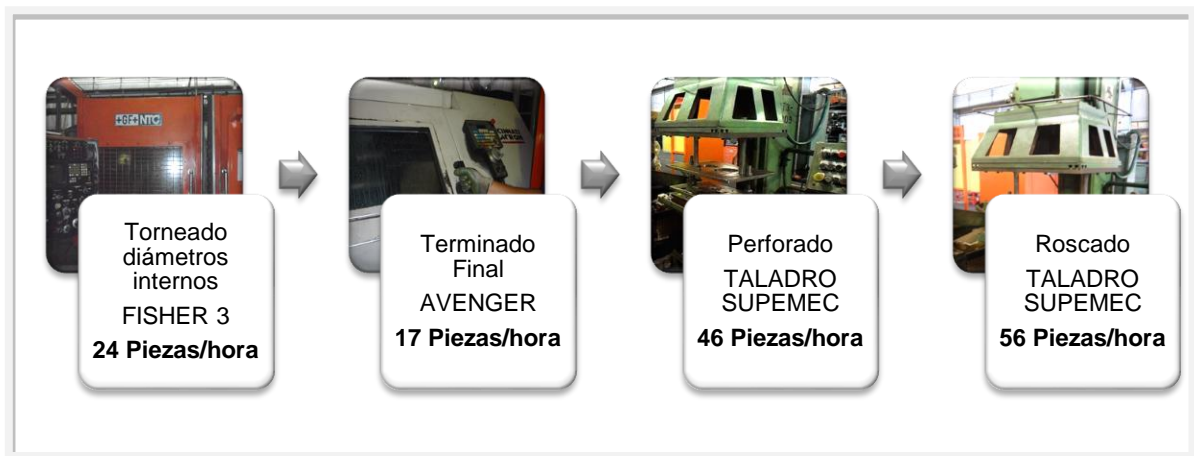 +GF+ NTC
Torneado
diámetros
internos
FISHER 3
24 Piezas/hora
Terminado
Final
AVENGER
17 Piezas/hora
Perforado
TALADRO
SUPEMEC
46 Piezas/hora
Roscado
TALADRO
SUPEMEC
56 Piezas/hora